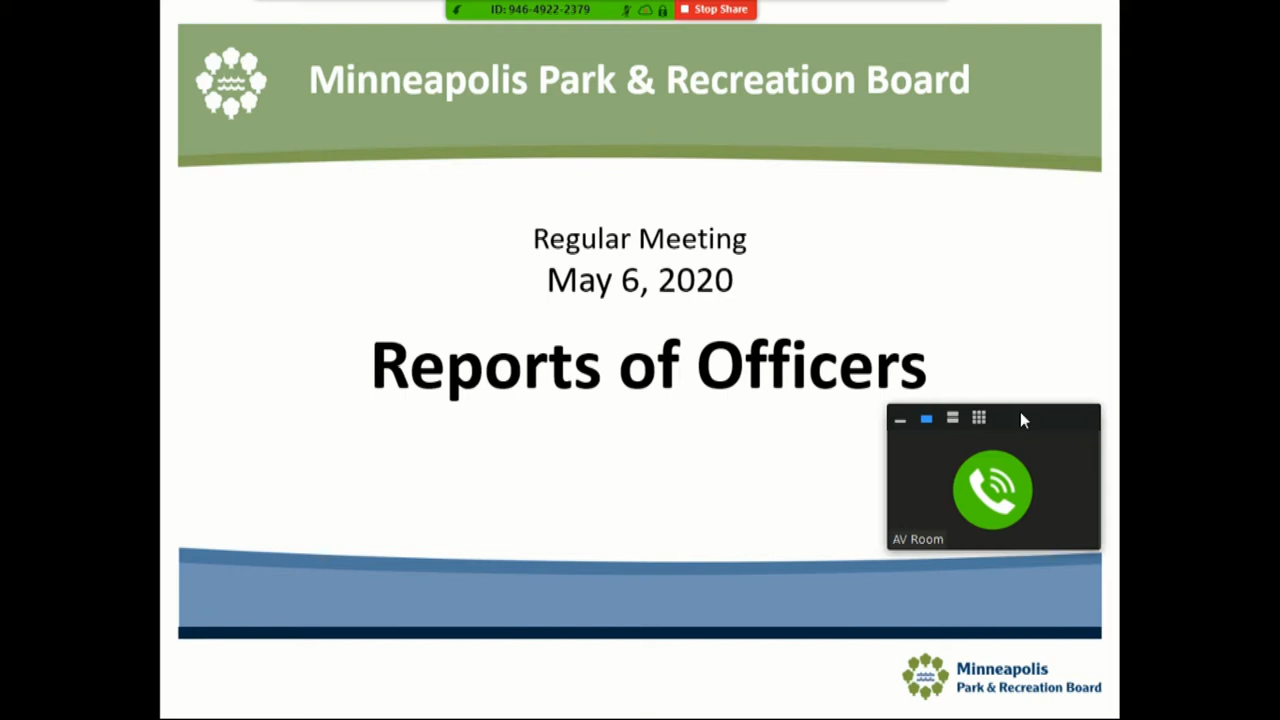 ID: 946-4922-2379
Stop Share
Minneapolis Park & Recreation Board
Regular Meeting
May 6, 2020
Reports of Officers
AV Room
Minneapolis
Park & Recreation Board